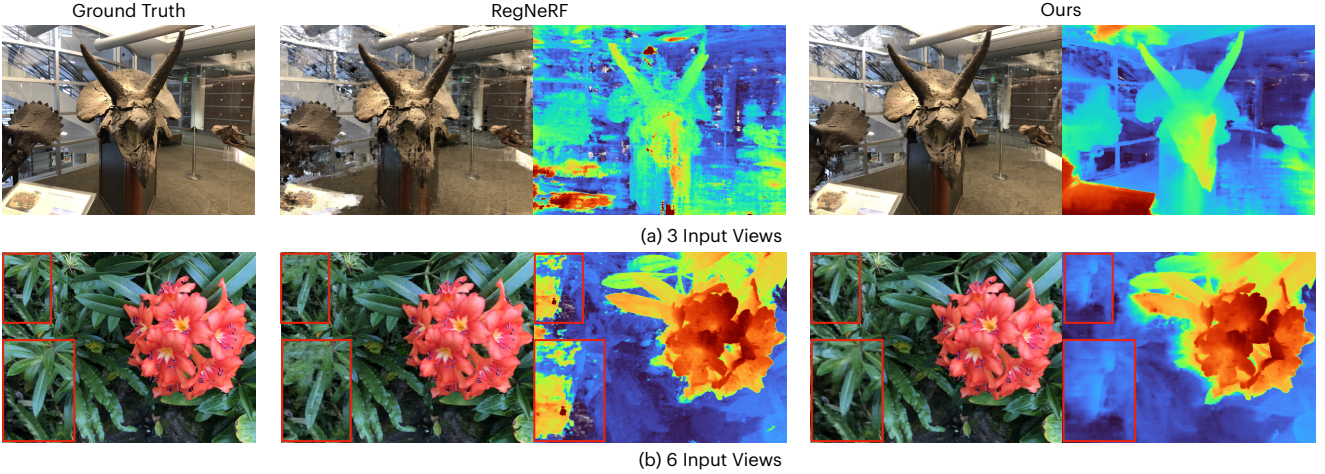 Ground Truth
RegNeRF
Ours
(a) 3 Input Views
(b) 6 Input Views